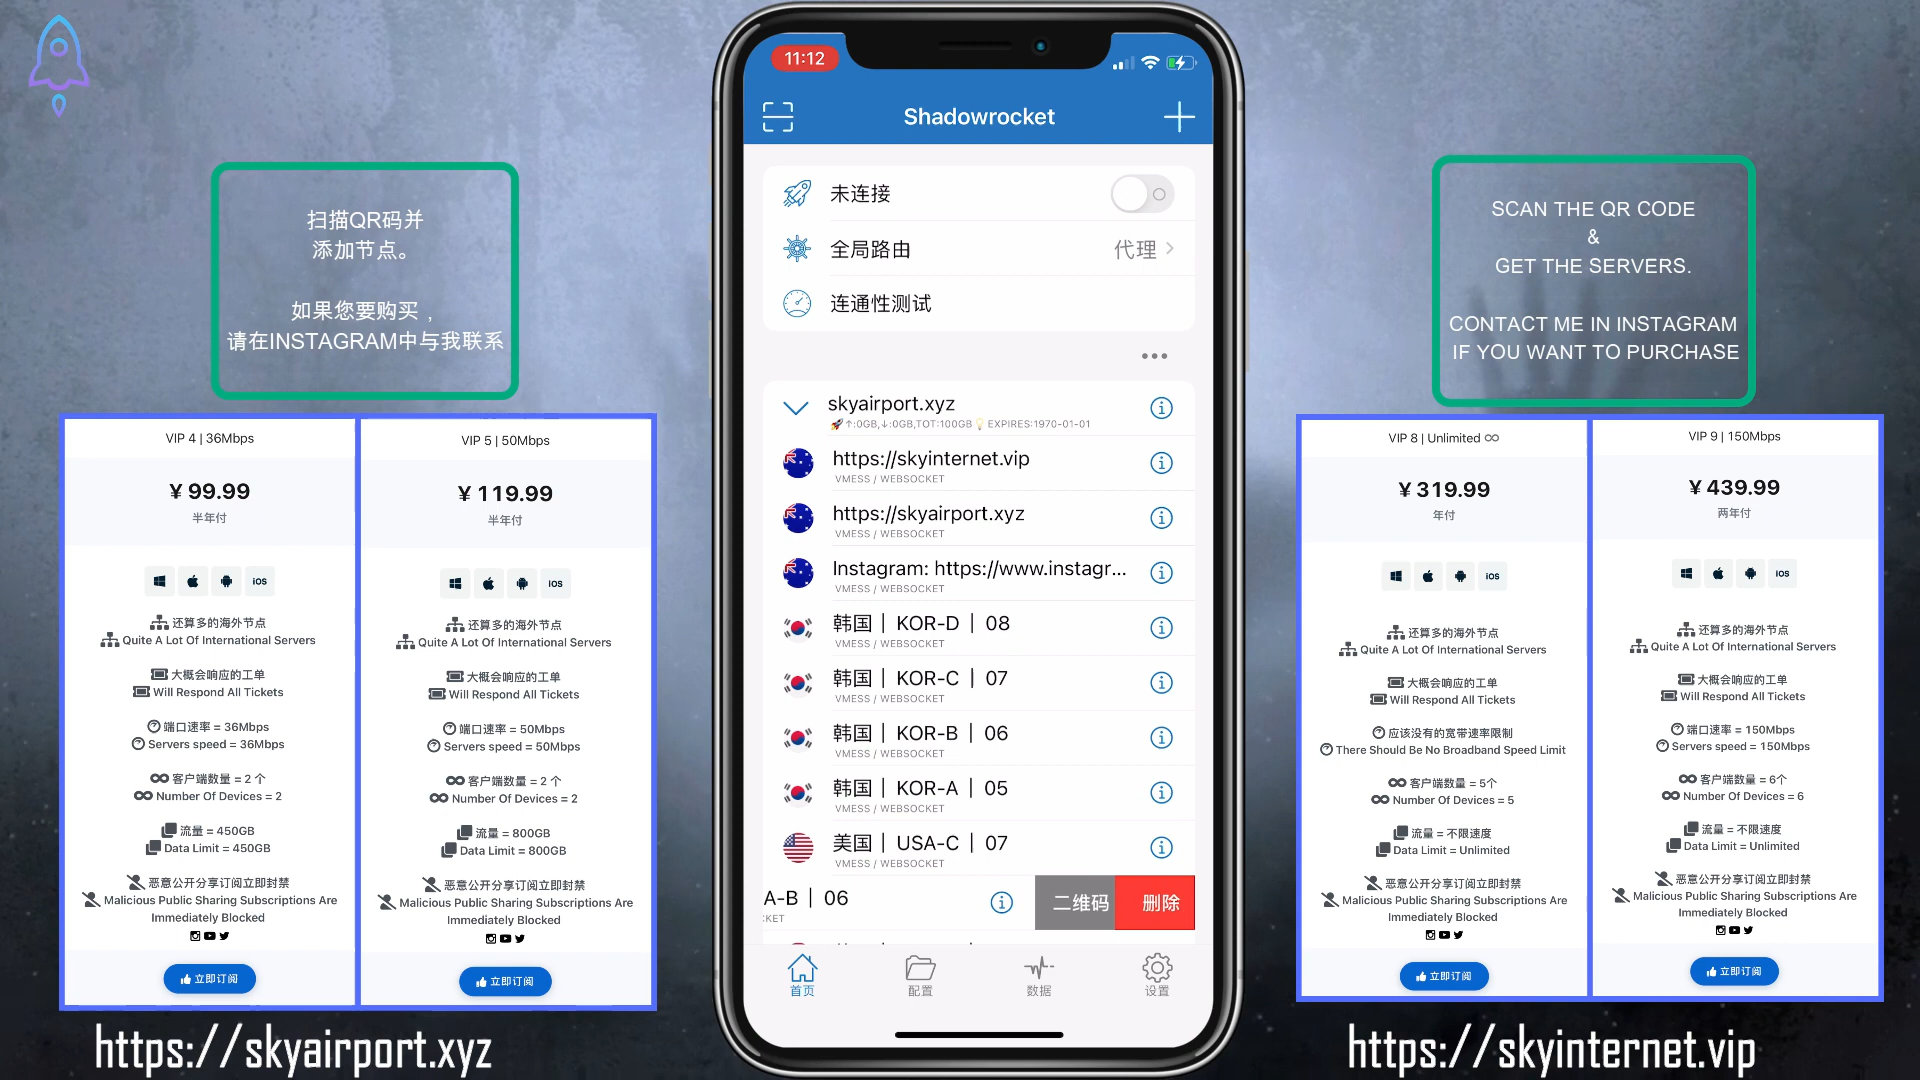 扫描QR码并
添加节点。
如果您要购买，
请在INSTAGRAM中与我联系
VIP 4 | 36Mbps
¥ 99.99
半年付
iOS
还算多的海外节点
Quite A Lot Of International Servers
大概会响应的工单
Will Respond All Tickets
端口速率 = 36Mbps
Servers speed = 36Mbps
客户端数量 = 2 个
Number Of Devices = 2
流量 = 450GB
Data Limit = 450GB
恶意公开分享订阅立即封禁
Malicious Public Sharing Subscriptions Are
Immediately Blocked
立即订阅
VIP 5 | 50Mbps
¥ 119.99
半年付
iOS
还算多的海外节点
Quite A Lot Of International Servers
大概会响应的工单
Will Respond All Tickets
端口速率 = 50Mbps
Servers speed = 50Mbps
客户端数量 = 2 个
Number Of Devices = 2
流量 = 800GB
Data Limit = 800GB
恶意公开分享订阅立即封禁
Malicious Public Sharing Subscriptions Are
Immediately Blocked
立即订阅
https://skyairport.xyz
11:12
Shadowrocket
未连接
全局路由 代理
连通性测试
skyairport.xyz
↑:0GB,↓:0GB,TOT:100GB EXPIRES:1970-01-01
https://skyinternet.vip
VMESS / WEBSOCKET
https://skyairport.xyz
VMESS / WEBSOCKET
Instagram: https://www.instagr...
VMESS / WEBSOCKET
韩国 | KOR-D | 08
VMESS / WEBSOCKET
韩国 | KOR-C | 07
VMESS / WEBSOCKET
韩国 | KOR-B | 06
VMESS / WEBSOCKET
韩国 | KOR-A | 05
VMESS / WEBSOCKET
美国 | USA-C | 07
VMESS / WEBSOCKET
A-B | 06 二维码 删除
CKET
首页 配置 数据 设置
SCAN THE QR CODE
&
GET THE SERVERS.
CONTACT ME IN INSTAGRAM
IF YOU WANT TO PURCHASE
VIP 8 | Unlimited ∞
¥ 319.99
年付
iOS
还算多的海外节点
Quite A Lot Of International Servers
大概会响应的工单
Will Respond All Tickets
应该没有的宽带速率限制
There Should Be No Broadband Speed Limit
客户端数量 = 5个
Number Of Devices = 5
流量 = 不限速度
Data Limit = Unlimited
恶意公开分享订阅立即封禁
Malicious Public Sharing Subscriptions Are
Immediately Blocked
立即订阅
VIP 9 | 150Mbps
¥ 439.99
两年付
iOS
还算多的海外节点
Quite A Lot Of International Servers
大概会响应的工单
Will Respond All Tickets
端口速率 = 150Mbps
Servers speed = 150Mbps
客户端数量 = 6个
Number Of Devices = 6
流量 = 不限速度
Data Limit = Unlimited
恶意公开分享订阅立即封禁
Malicious Public Sharing Subscriptions Are
Immediately Blocked
立即订阅
https://skyinternet.vip